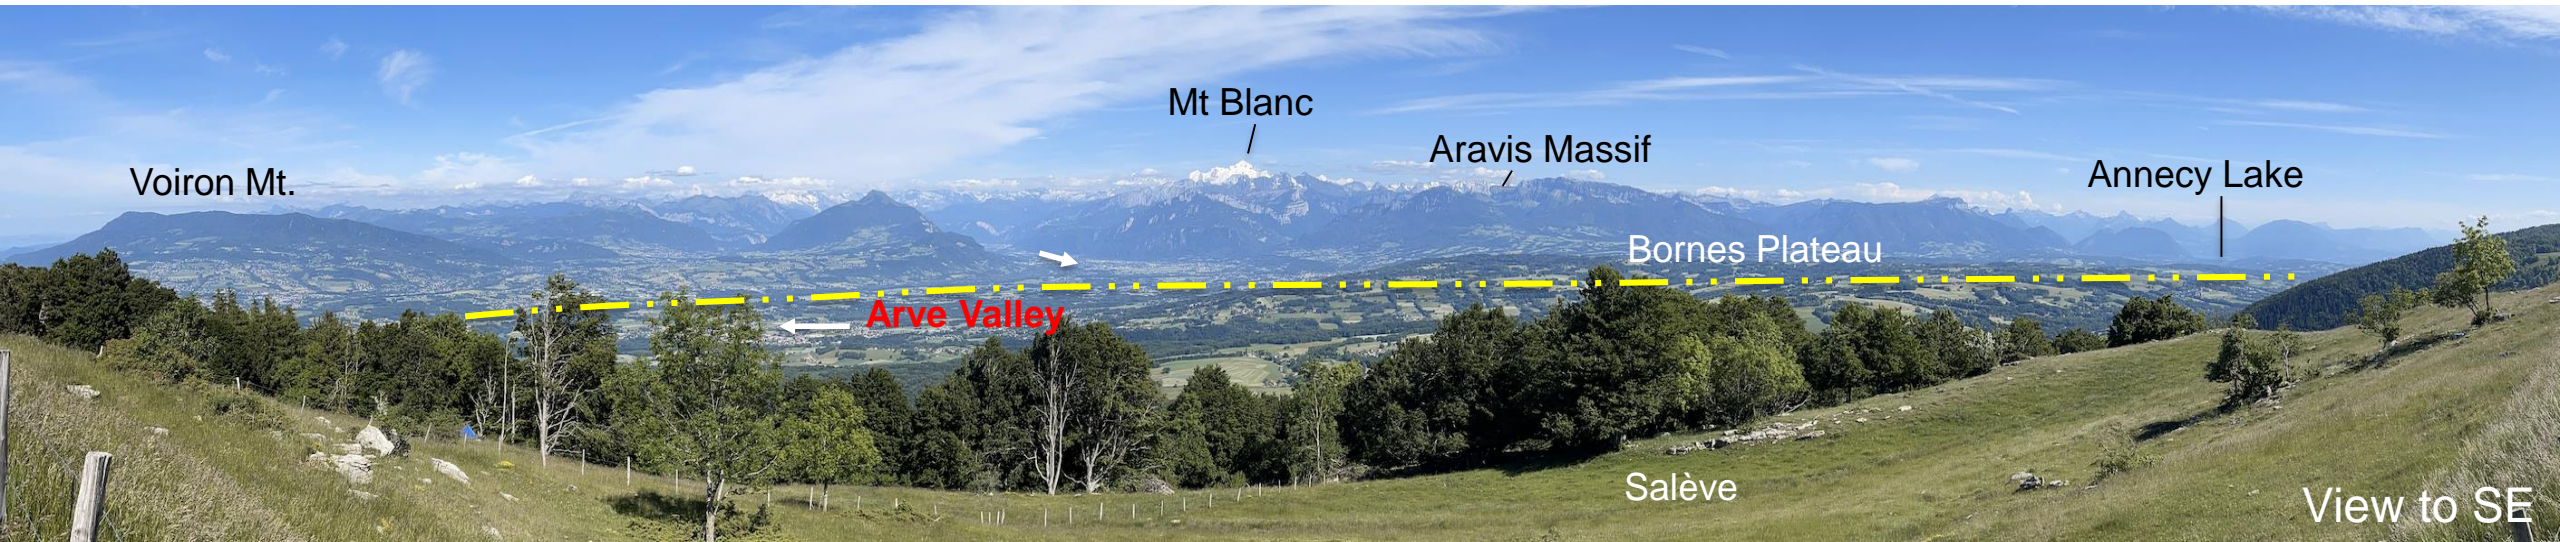 Mt Blanc
Aravis Massif
Voiron Mt.
Annecy Lake
Bornes Plateau
Arve Valley
Salève
View to SE